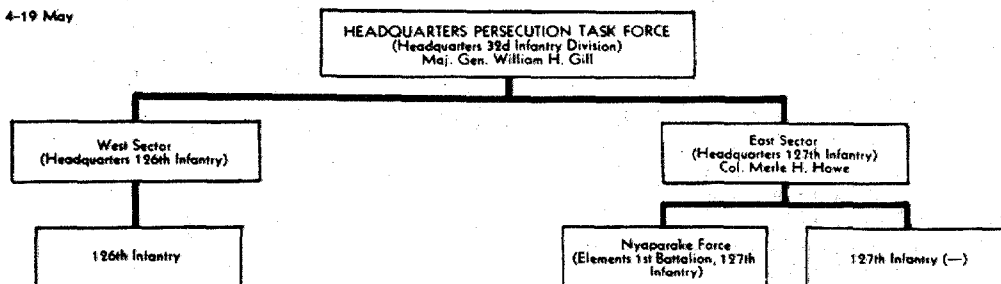 4-19 May
HEADQUARTERS PERSECUTION TASK FORCE
(Headquarters 32d Infantry Division)
Maj. Gen. William H. Gill
West Sector
(Headquarters 126th Infantry)
East Sector
(Headquarters 127th Infantry)
Col. Merle H. Howe
126th Infantry
Nyaparake Force
(Elements 1st Battalion, 127th
Infantry)
127th Infantry (—)